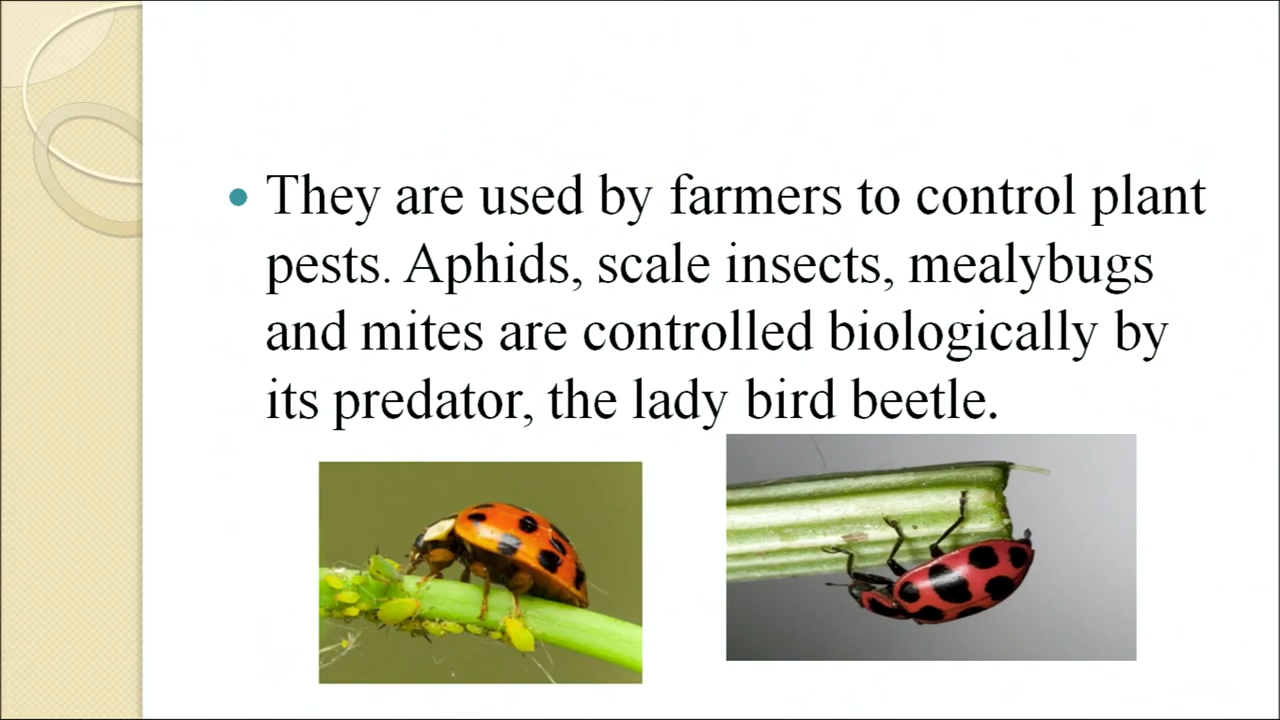 They are used by farmers to control plant
pests. Aphids, scale insects, mealybugs
and mites are controlled biologically by
its predator, the lady bird beetle.